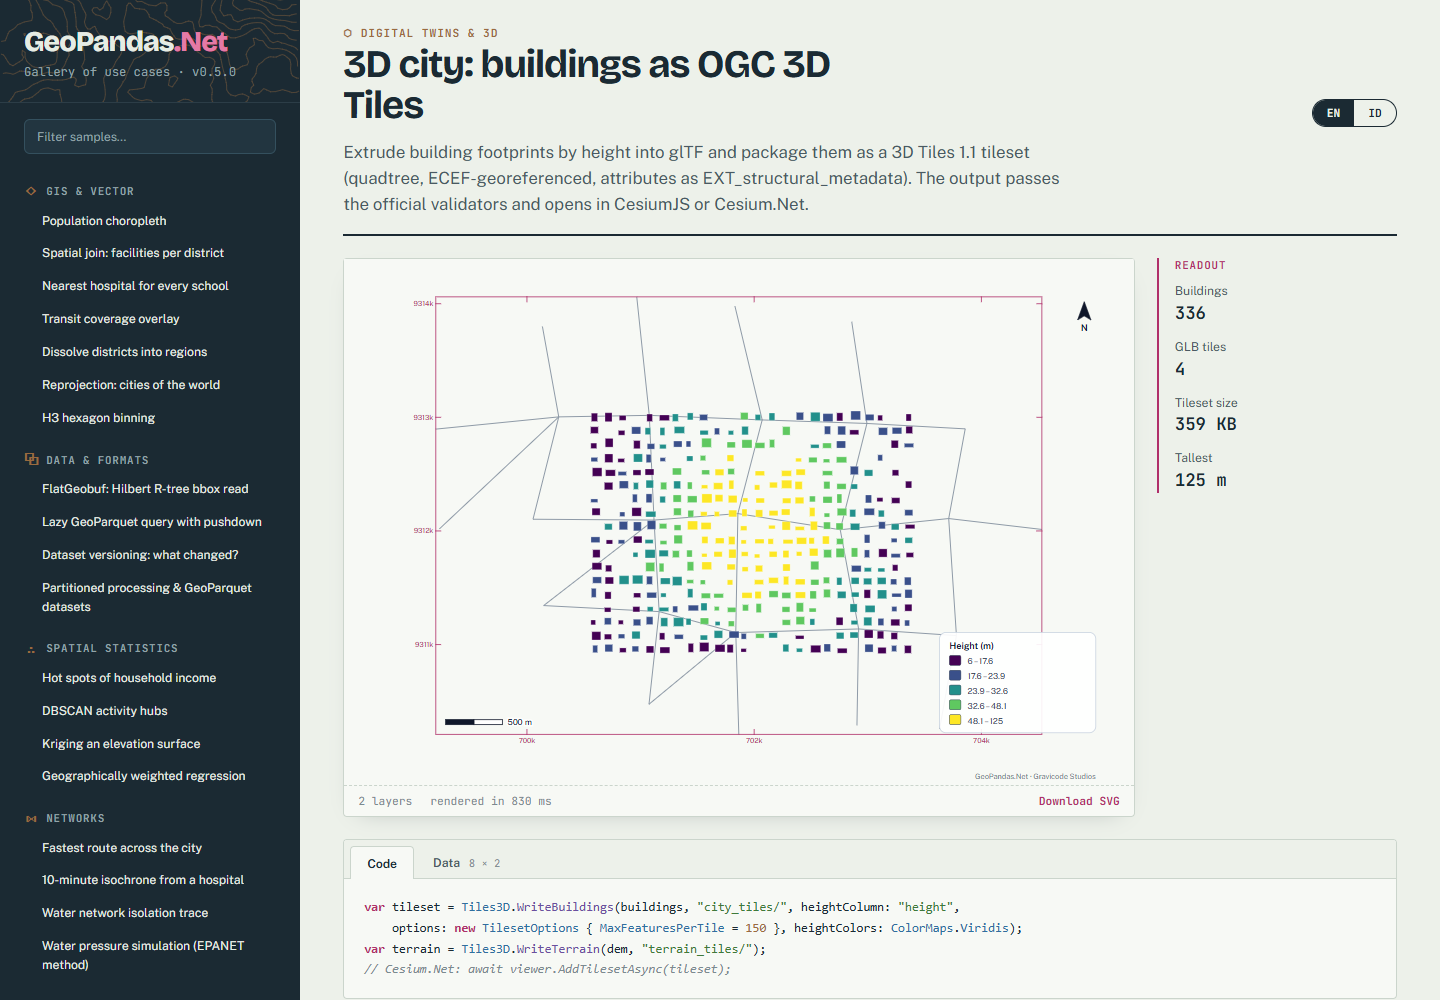 GeoPandas.Net
Gallery of use cases · v0.5.0
Filter samples...
GIS & VECTOR
Population choropleth
Spatial join: facilities per district
Nearest hospital for every school
Transit coverage overlay
Dissolve districts into regions
Reprojection: cities of the world
H3 hexagon binning
DATA & FORMATS
FlatGeobuf: Hilbert R-tree bbox read
Lazy GeoParquet query with pushdown
Dataset versioning: what changed?
Partitioned processing & GeoParquet
datasets
SPATIAL STATISTICS
Hot spots of household income
DBSCAN activity hubs
Kriging an elevation surface
Geographically weighted regression
NETWORKS
Fastest route across the city
10-minute isochrone from a hospital
Water network isolation trace
Water pressure simulation (EPANET
method)
DIGITAL TWINS & 3D
3D city: buildings as OGC 3D
Tiles
EN ID
Extrude building footprints by height into glTF and package them as a 3D Tiles 1.1 tileset
(quadtree, ECEF-georeferenced, attributes as EXT_structural_metadata). The output passes
the official validators and opens in CesiumJS or Cesium.Net.
9314k
9313k
9312k
9311k
700k
702k
704k
N
500 m
Height (m)
6–17.6
17.6–23.9
23.9–32.6
32.6–48.1
48.1–125
GeoPandas.Net · Gravicode Studios
2 layers rendered in 830 ms
Download SVG
READOUT
Buildings
336
GLB tiles
4
Tileset size
359 KB
Tallest
125 m
Code
Data 8 × 2
var tileset = Tiles3D.WriteBuildings(buildings, "city_tiles/", heightColumn: "height",
options: new TilesetOptions { MaxFeaturesPerTile = 150 }, heightColors: ColorMaps.Viridis);
var terrain = Tiles3D.WriteTerrain(dem, "terrain_tiles/");
// Cesium.Net: await viewer.AddTilesetAsync(tileset);